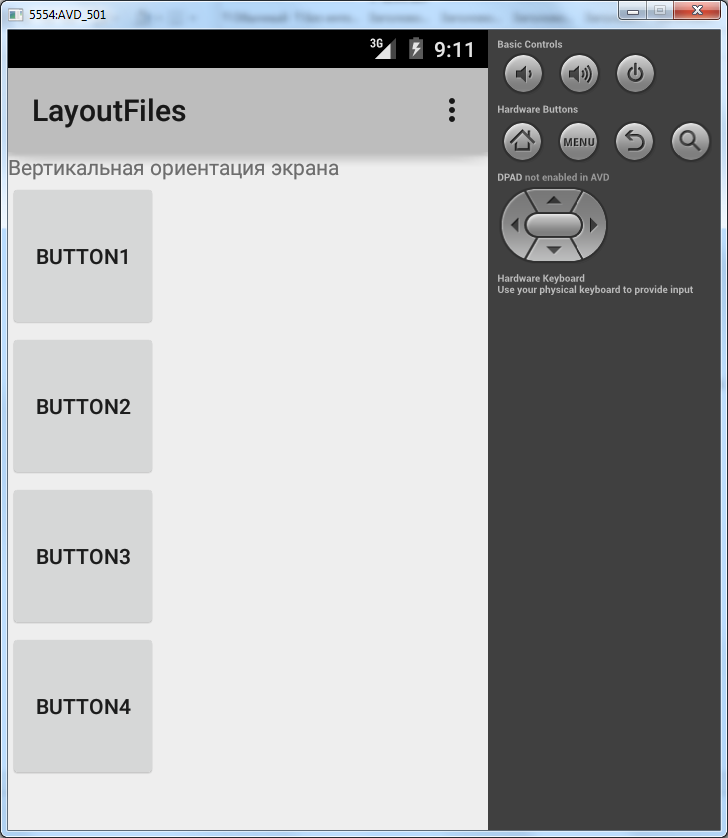 5554:AVD_501
3G 9:11
LayoutFiles
Вертикальная ориентация экрана
BUTTON1
BUTTON2
BUTTON3
BUTTON4
Basic Controls
Hardware Buttons
MENU
DPAD not enabled in AVD
Hardware Keyboard
Use your physical keyboard to provide input